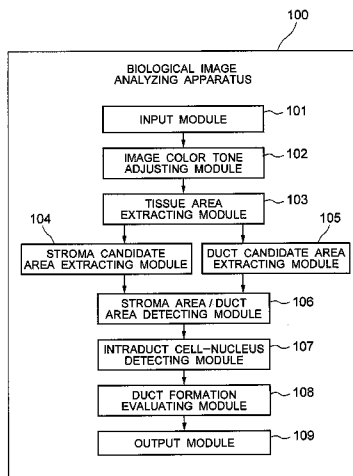 100
BIOLOGICAL IMAGE
ANALYZING APPARATUS
INPUT MODULE
101
IMAGE COLOR TONE
ADJUSTING MODULE
102
TISSUE AREA
EXTRACTING MODULE
103
104
STROMA CANDIDATE
AREA EXTRACTING MODULE
105
DUCT CANDIDATE AREA
EXTRACTING MODULE
STROMA AREA/DUCT
AREA DETECTING MODULE
106
INTRADUCT CELL-NUCLEUS
DETECTING MODULE
107
DUCT FORMATION
EVALUATING MODULE
108
OUTPUT MODULE
109